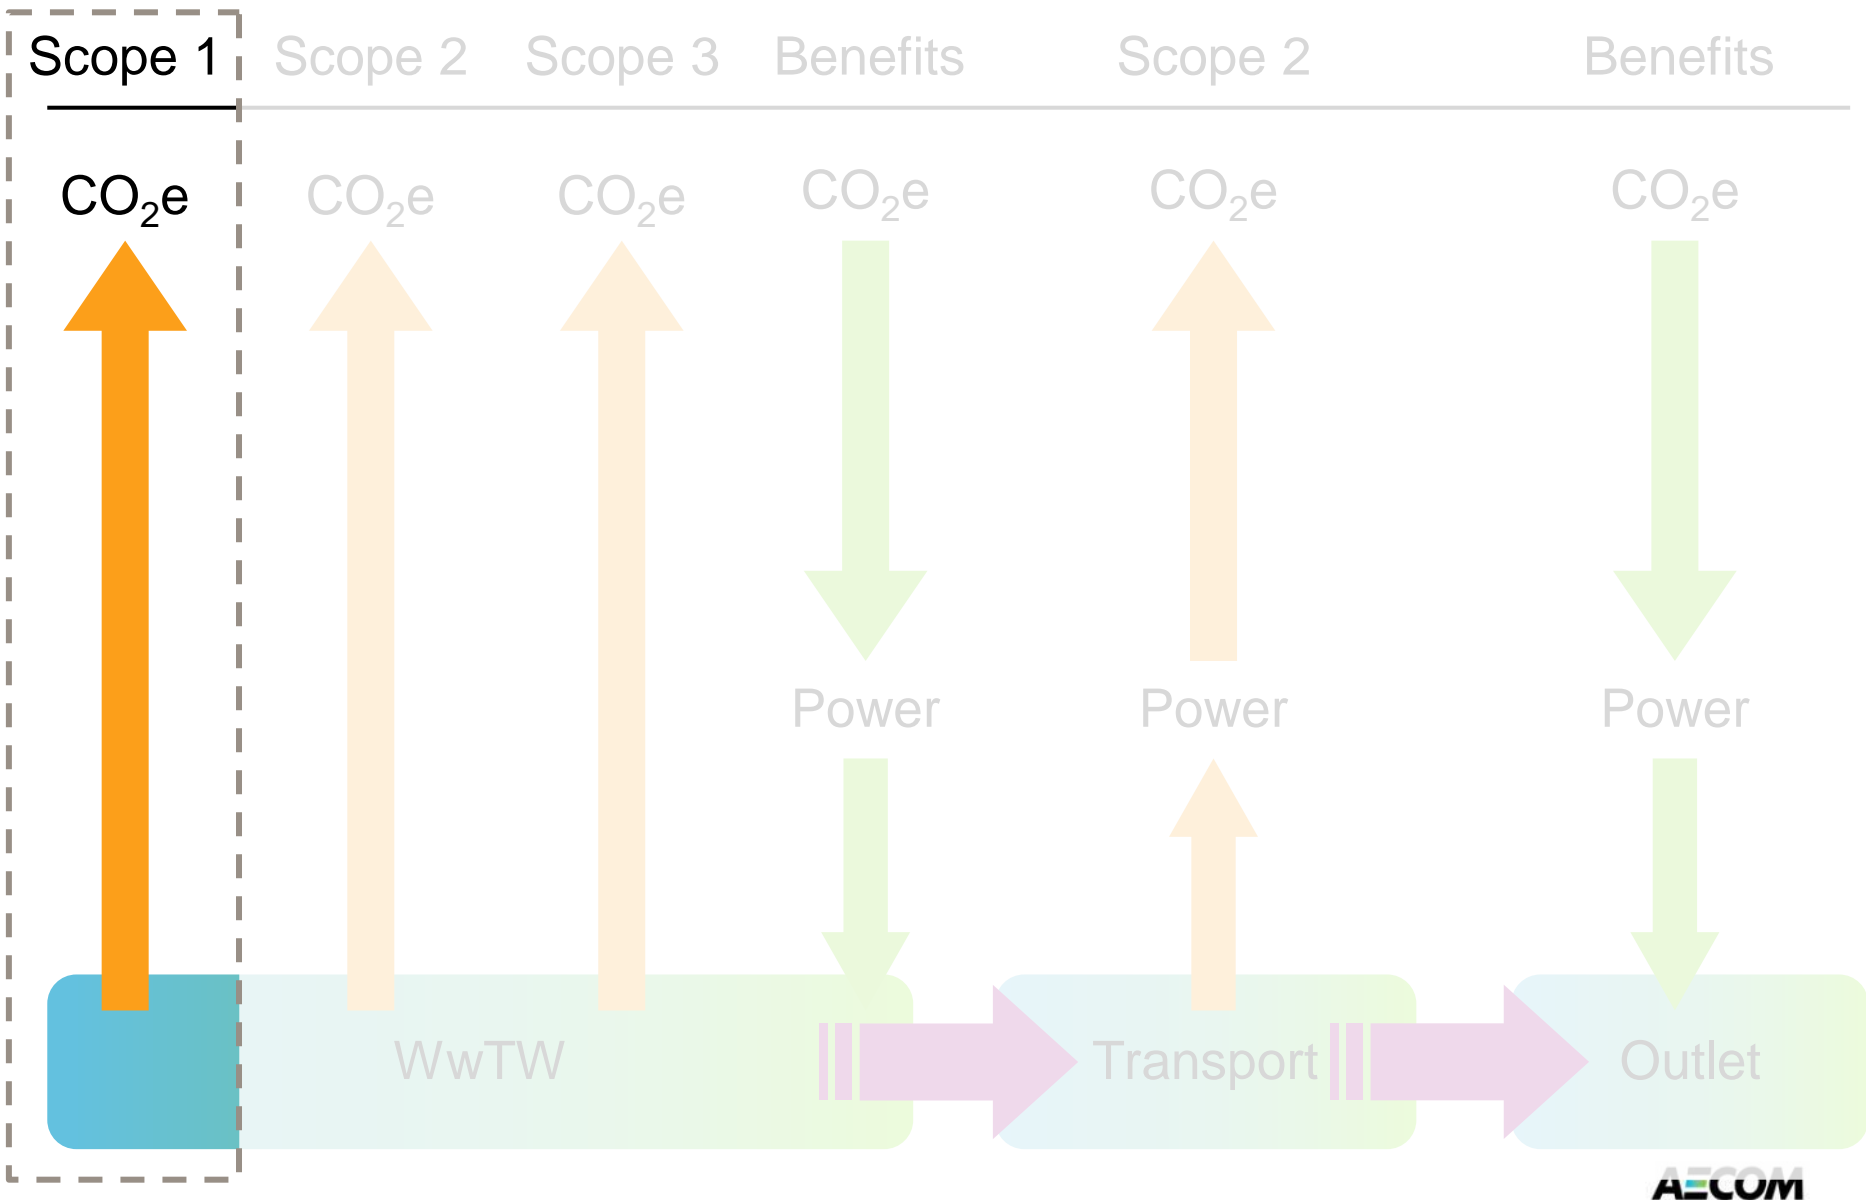 Scope 1 Scope 2 Scope 3 Benefits Scope 2 Benefits
CO₂e CO₂e CO₂e CO₂e CO₂e CO₂e
Power Power Power
WwTW Transport Outlet
AECOM